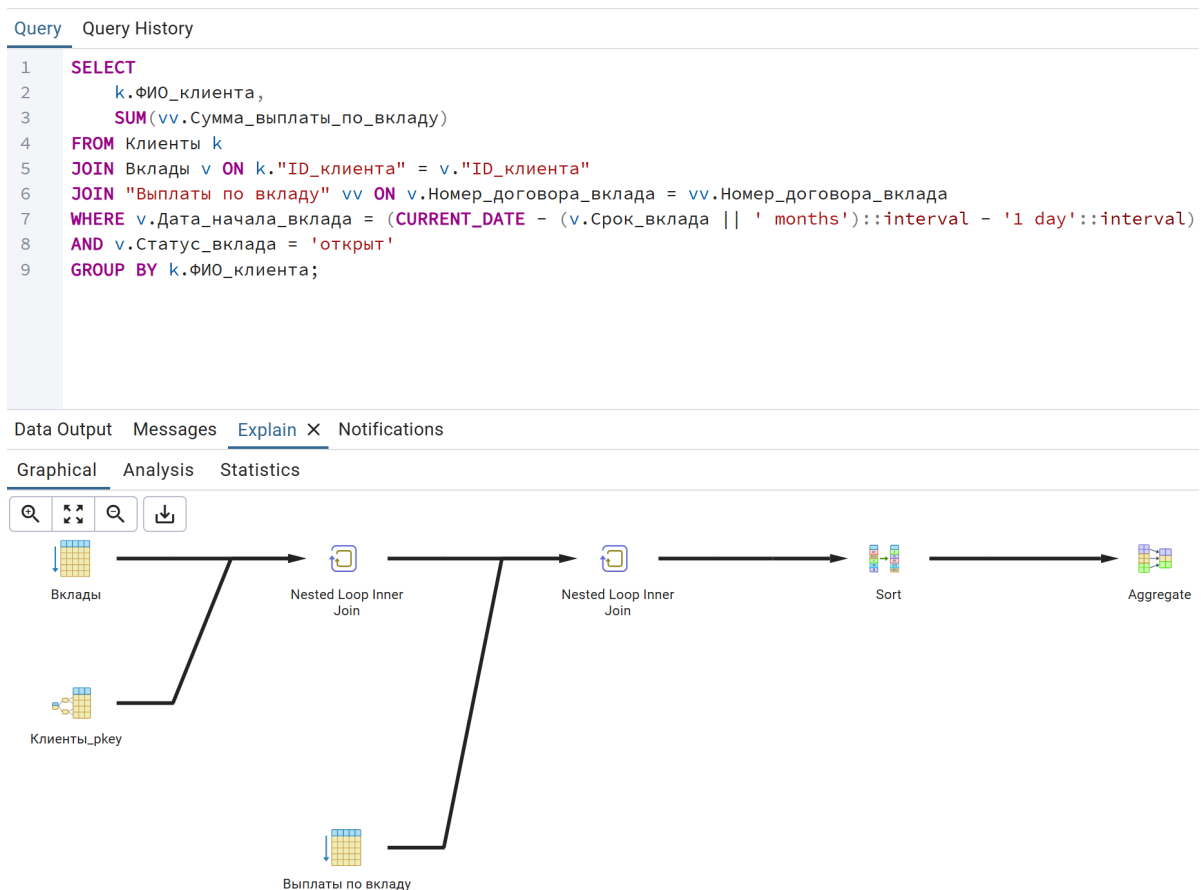 Query Query History
1 SELECT
2 k.ФИО_клиента,
3 SUM(vv.Сумма_выплаты_по_вкладу)
4 FROM Клиенты k
5 JOIN Вклады v ON k."ID_клиента" = v."ID_клиента"
6 JOIN "Выплаты по вкладу" vv ON v.Номер_договора_вклада = vv.Номер_договора_вклада
7 WHERE v.Дата_начала_вклада = (CURRENT_DATE - (v.Срок_вклада || ' months')::interval - '1 day'::interval)
8 AND v.Статус_вклада = 'открыт'
9 GROUP BY k.ФИО_клиента;
Data Output Messages Explain X Notifications
Graphical Analysis Statistics
Вклады
Nested Loop Inner
Join
Nested Loop Inner
Join
Sort
Aggregate
Клиенты_pkey
Выплаты по вкладу